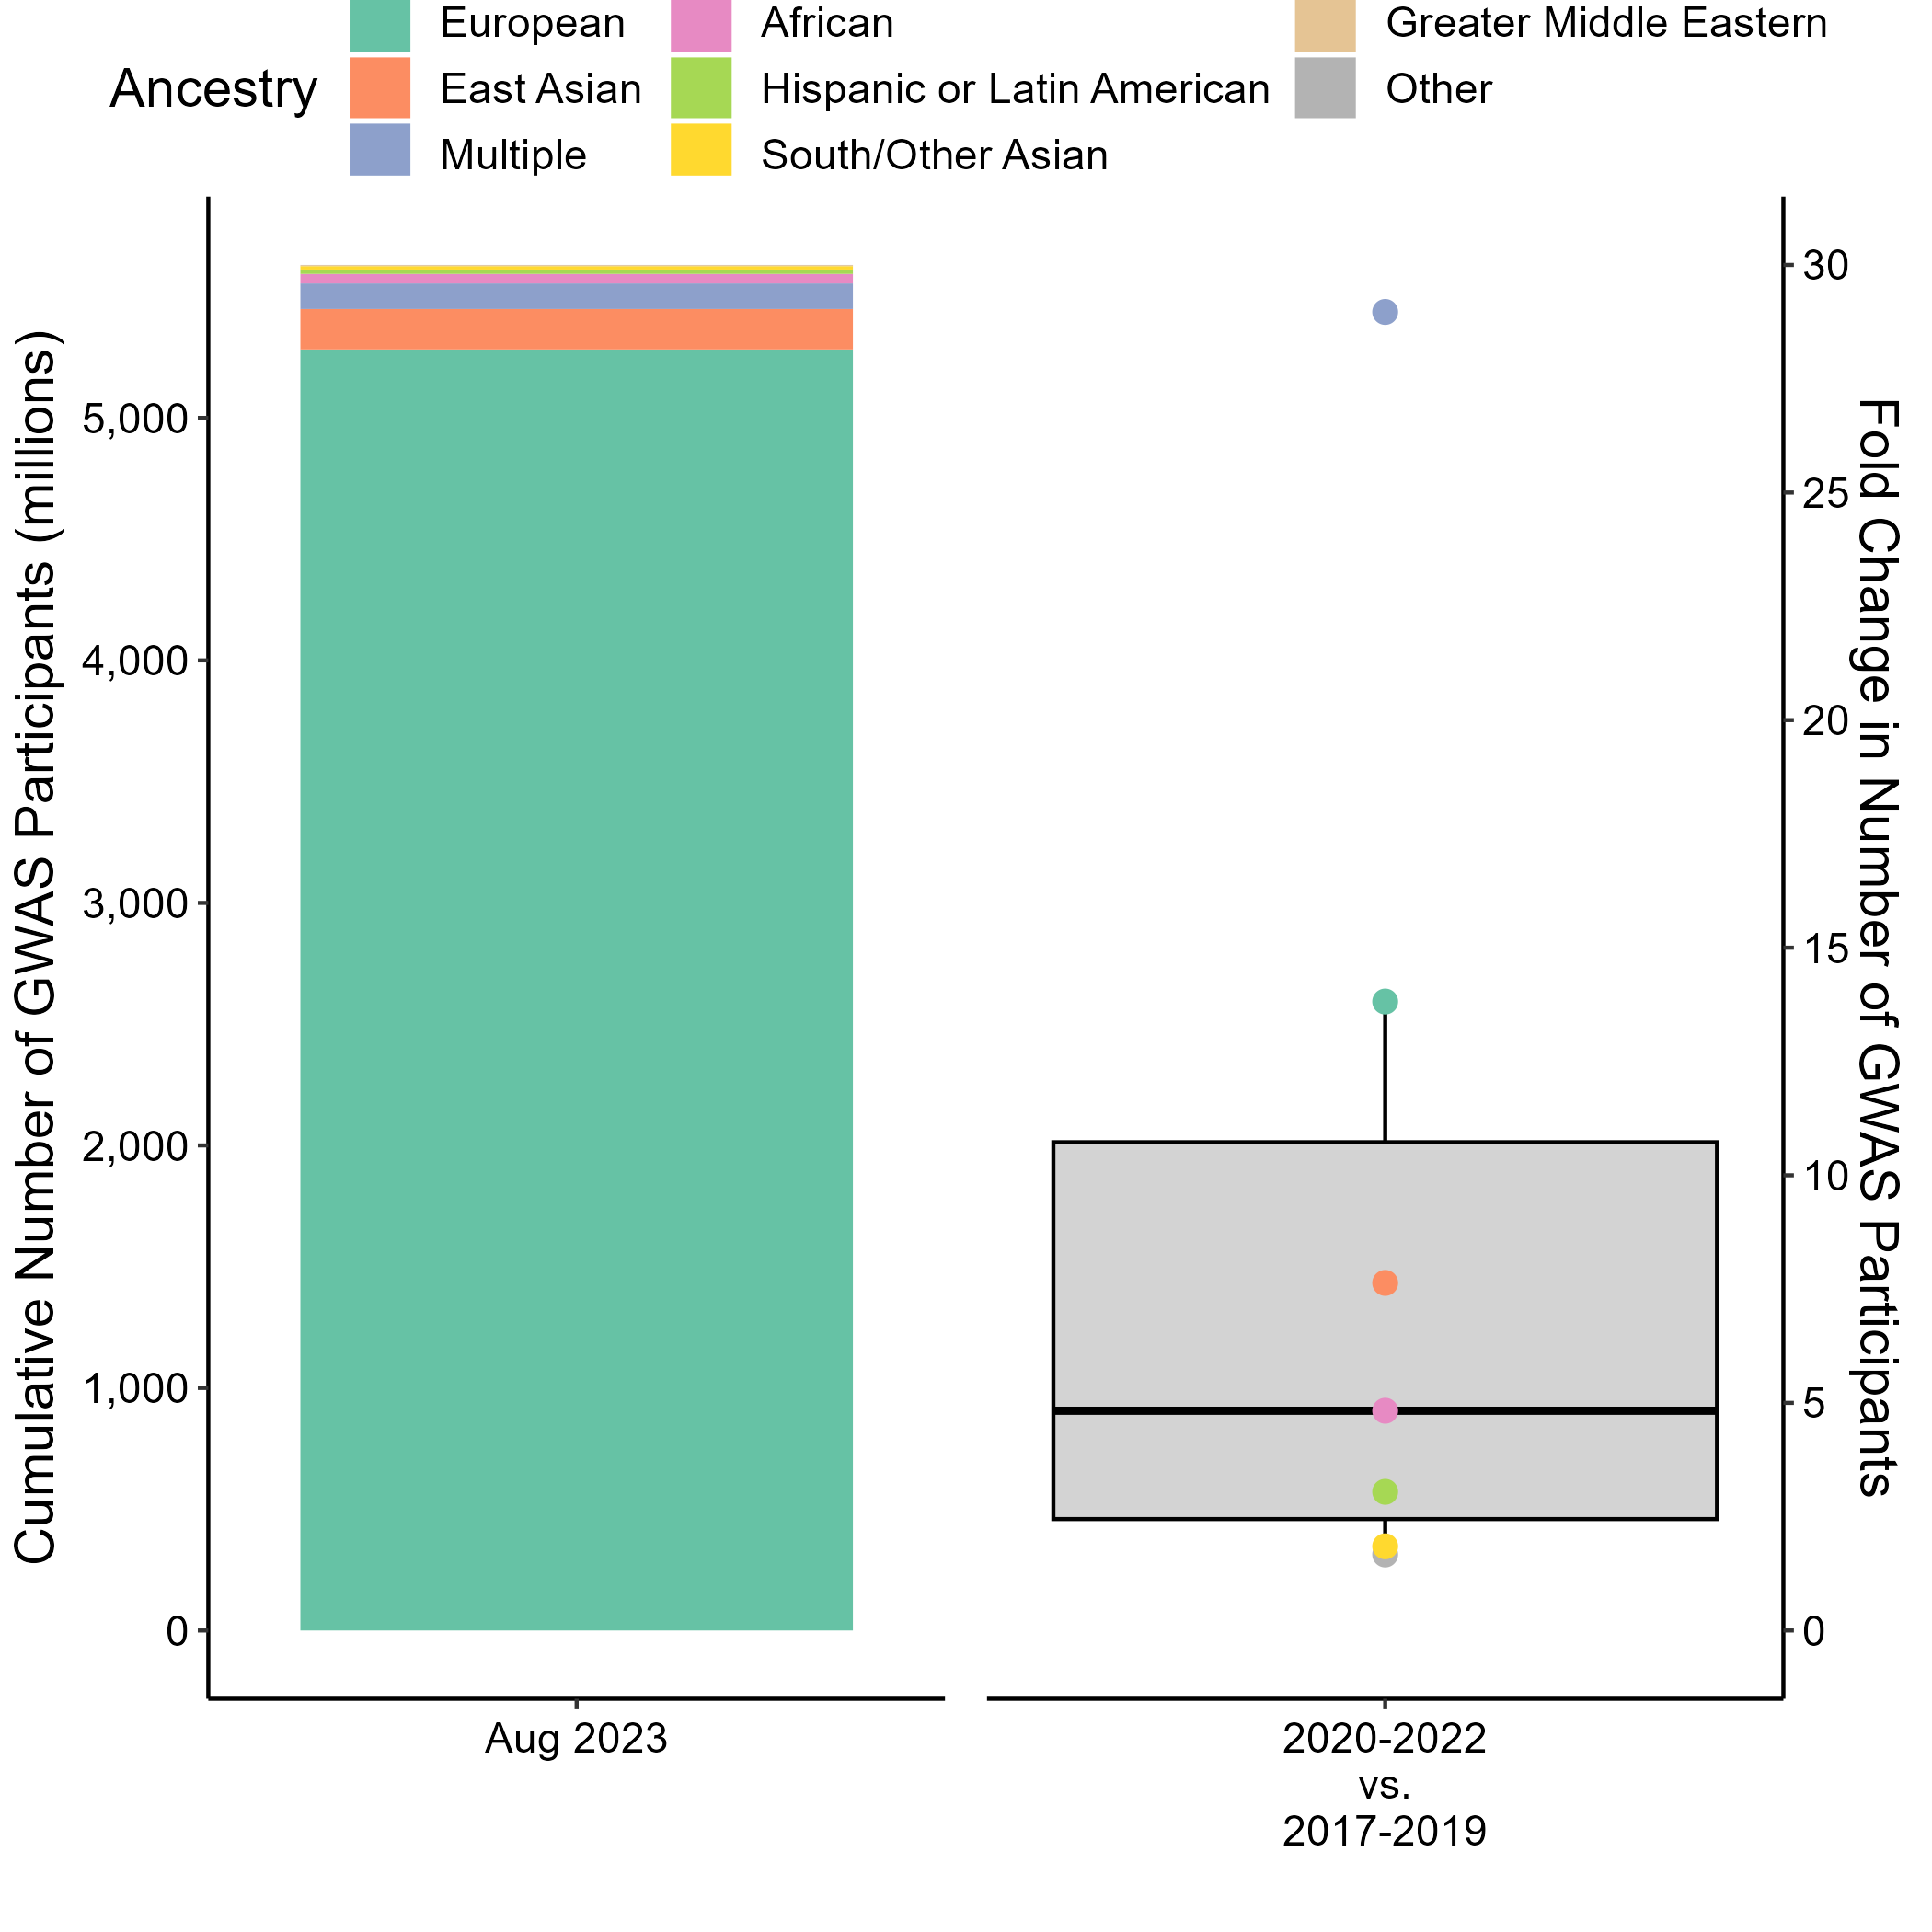 Ancestry
European
East Asian
Multiple
African
Hispanic or Latin American
South/Other Asian
Greater Middle Eastern
Other
Cumulative Number of GWAS Participants (millions)
5,000
4,000
3,000
2,000
1,000
0
Aug 2023
30
25
20
15
10
5
0
Fold Change in Number of GWAS Participants
2020-2022
vs.
2017-2019